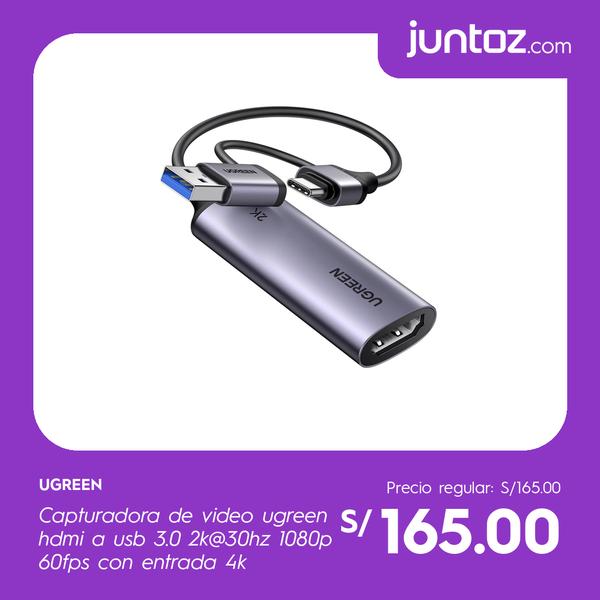 juntoz.com
UGREEN
2K
UGREEN
UGREEN
Precio regular: S/165.00
Capturadora de video ugreen
hdmi a usb 3.0 2k@30hz 1080p
60fps con entrada 4k
S/ 165.00